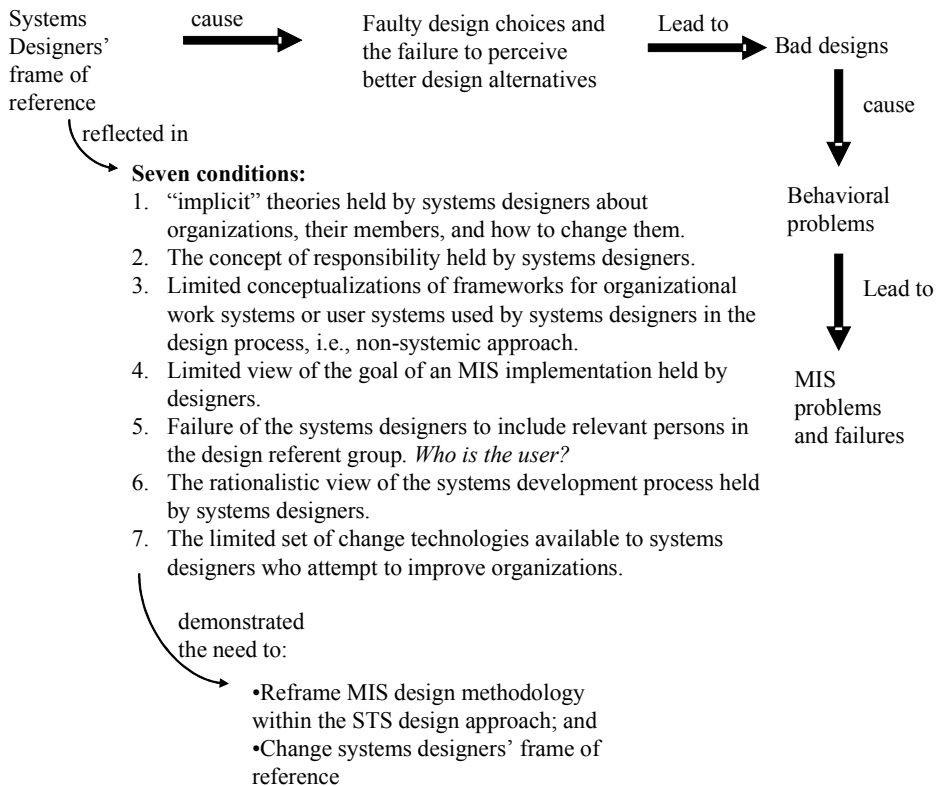 Systems
Designers’
frame of
reference
cause
Faulty design choices and
the failure to perceive
better design alternatives
Lead to
Bad designs
cause
Behavioral
problems
Lead to
MIS
problems
and failures
reflected in
Seven conditions:
1. “implicit” theories held by systems designers about
organizations, their members, and how to change them.
2. The concept of responsibility held by systems designers.
3. Limited conceptualizations of frameworks for organizational
work systems or user systems used by systems designers in the
design process, i.e., non-systemic approach.
4. Limited view of the goal of an MIS implementation held by
designers.
5. Failure of the systems designers to include relevant persons in
the design referent group. Who is the user?
6. The rationalistic view of the systems development process held
by systems designers.
7. The limited set of change technologies available to systems
designers who attempt to improve organizations.
demonstrated
the need to:
•Reframe MIS design methodology
within the STS design approach; and
•Change systems designers’ frame of
reference